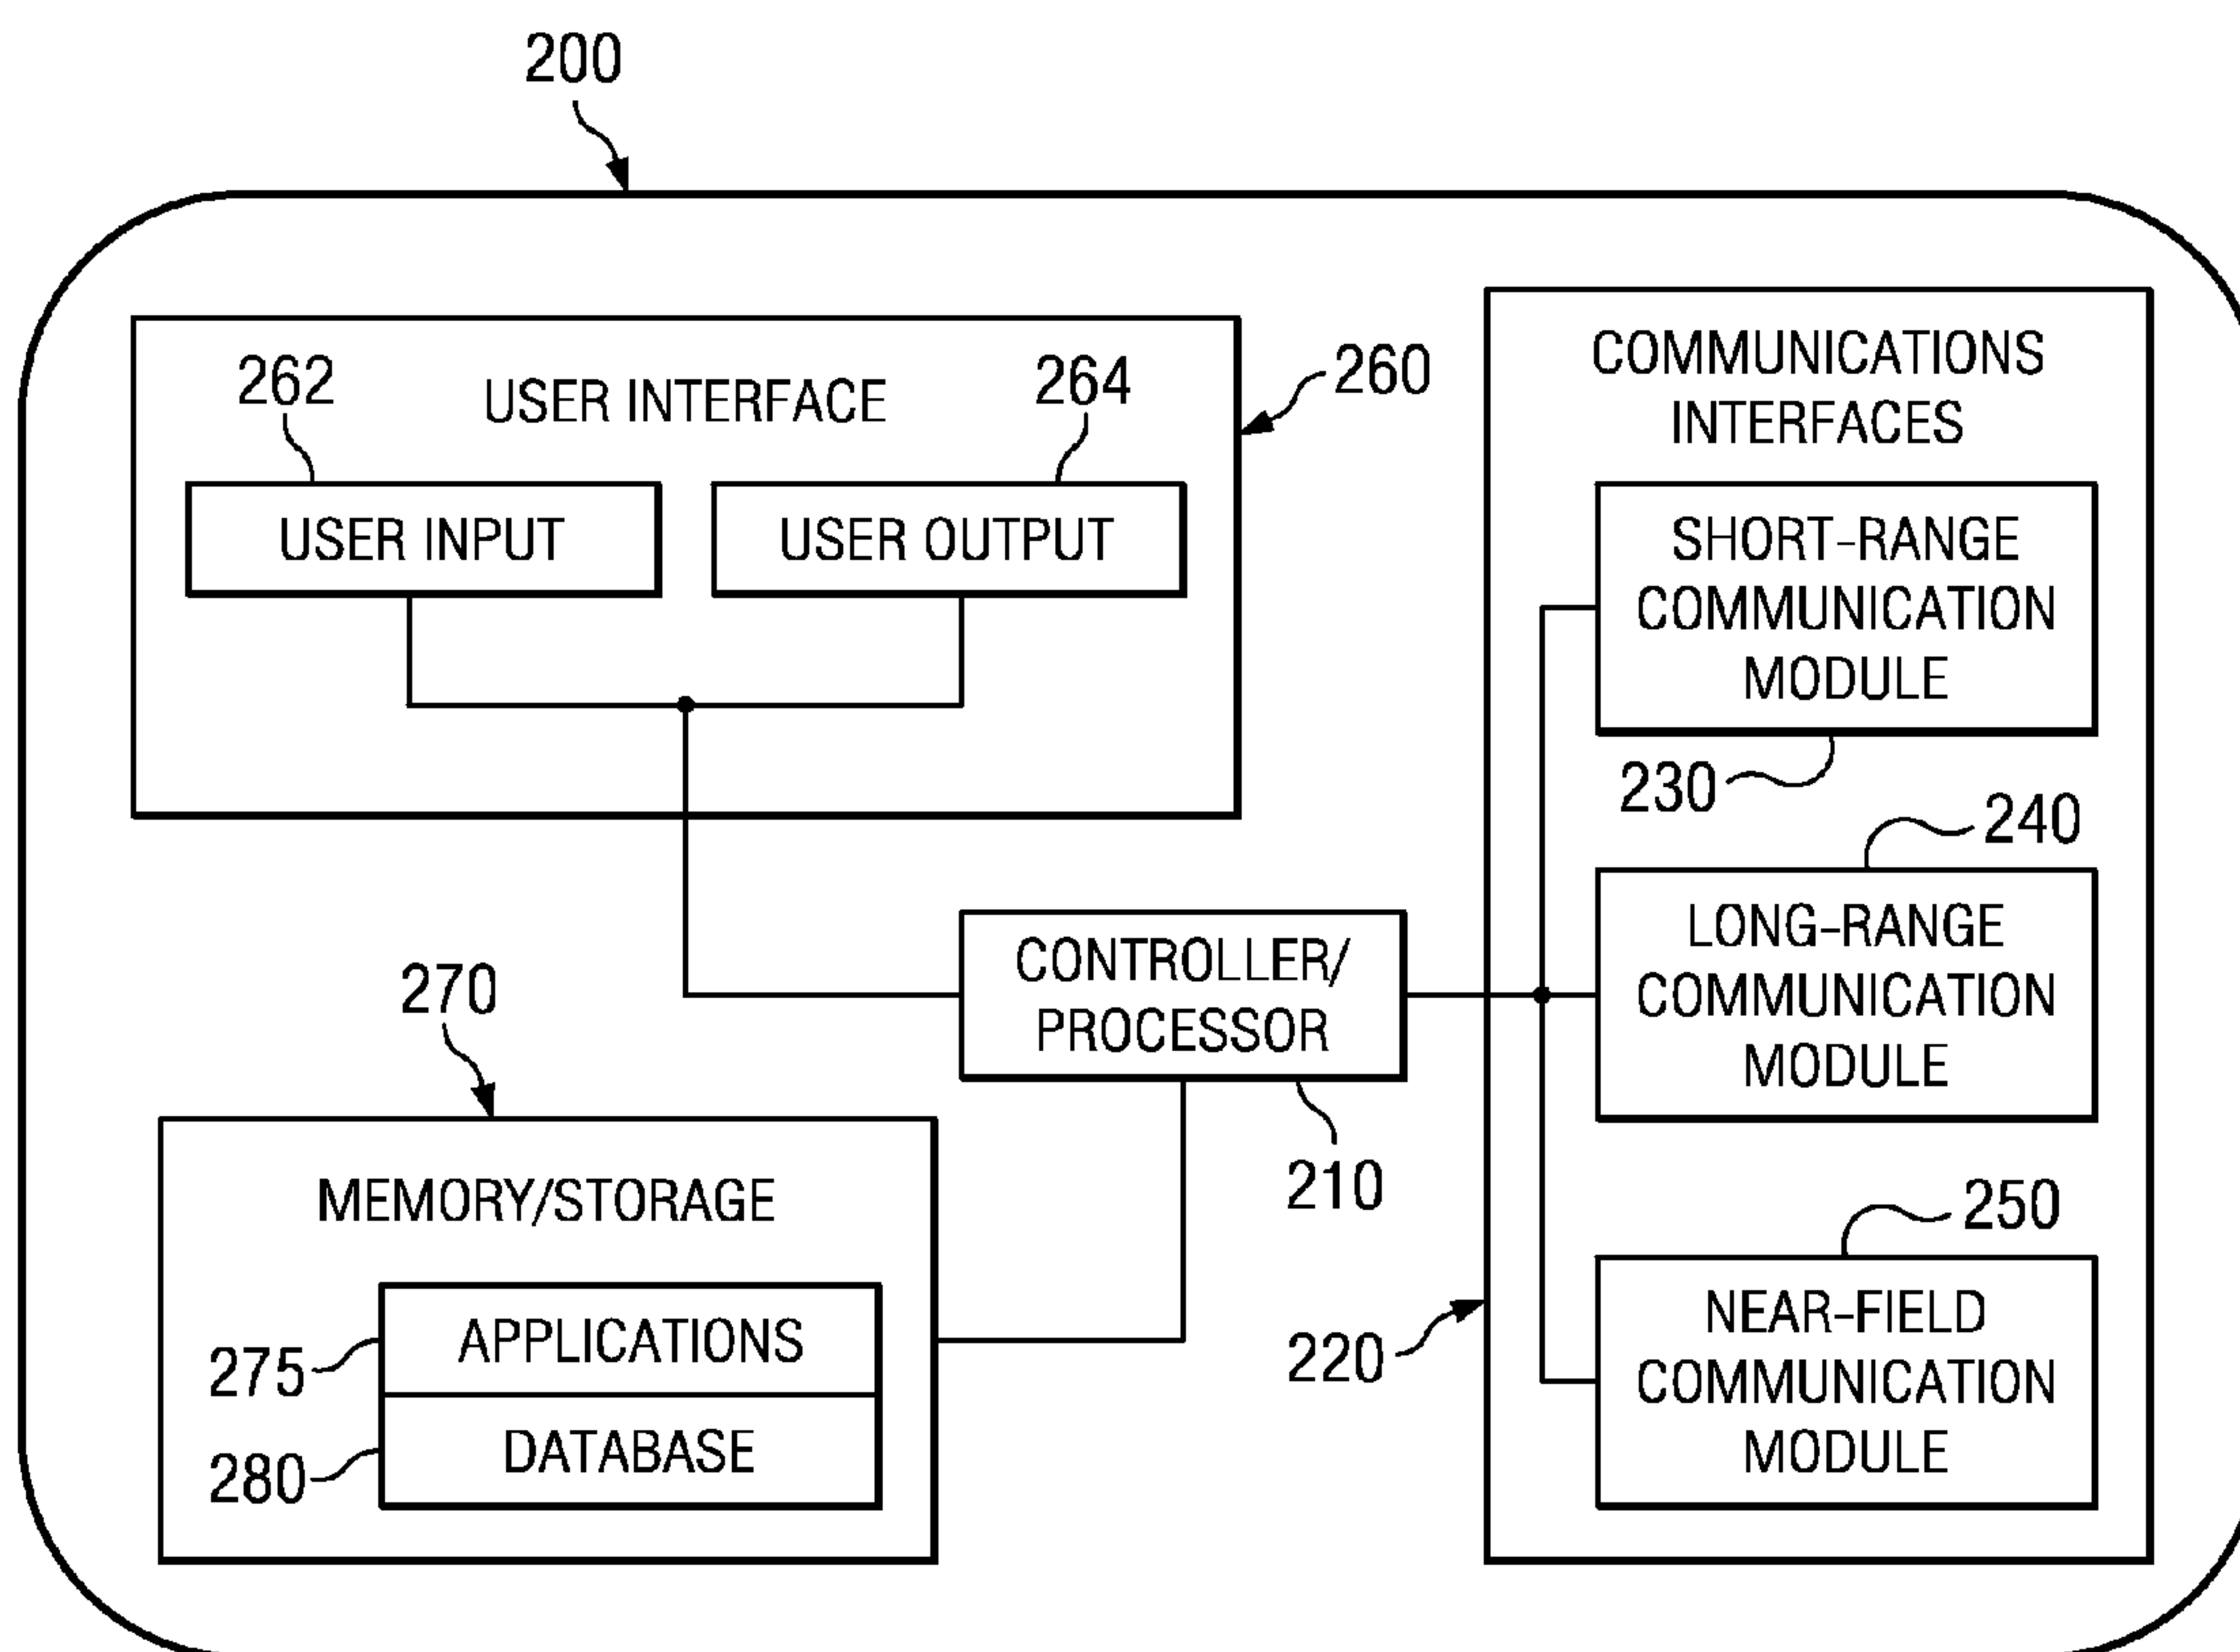 200
262
USER INTERFACE
264
260
USER INPUT
USER OUTPUT
COMMUNICATIONS
INTERFACES
SHORT-RANGE
COMMUNICATION
MODULE
230
240
LONG-RANGE
COMMUNICATION
MODULE
250
NEAR-FIELD
COMMUNICATION
MODULE
220
CONTROLLER/
PROCESSOR
210
270
MEMORY/STORAGE
275
APPLICATIONS
280
DATABASE